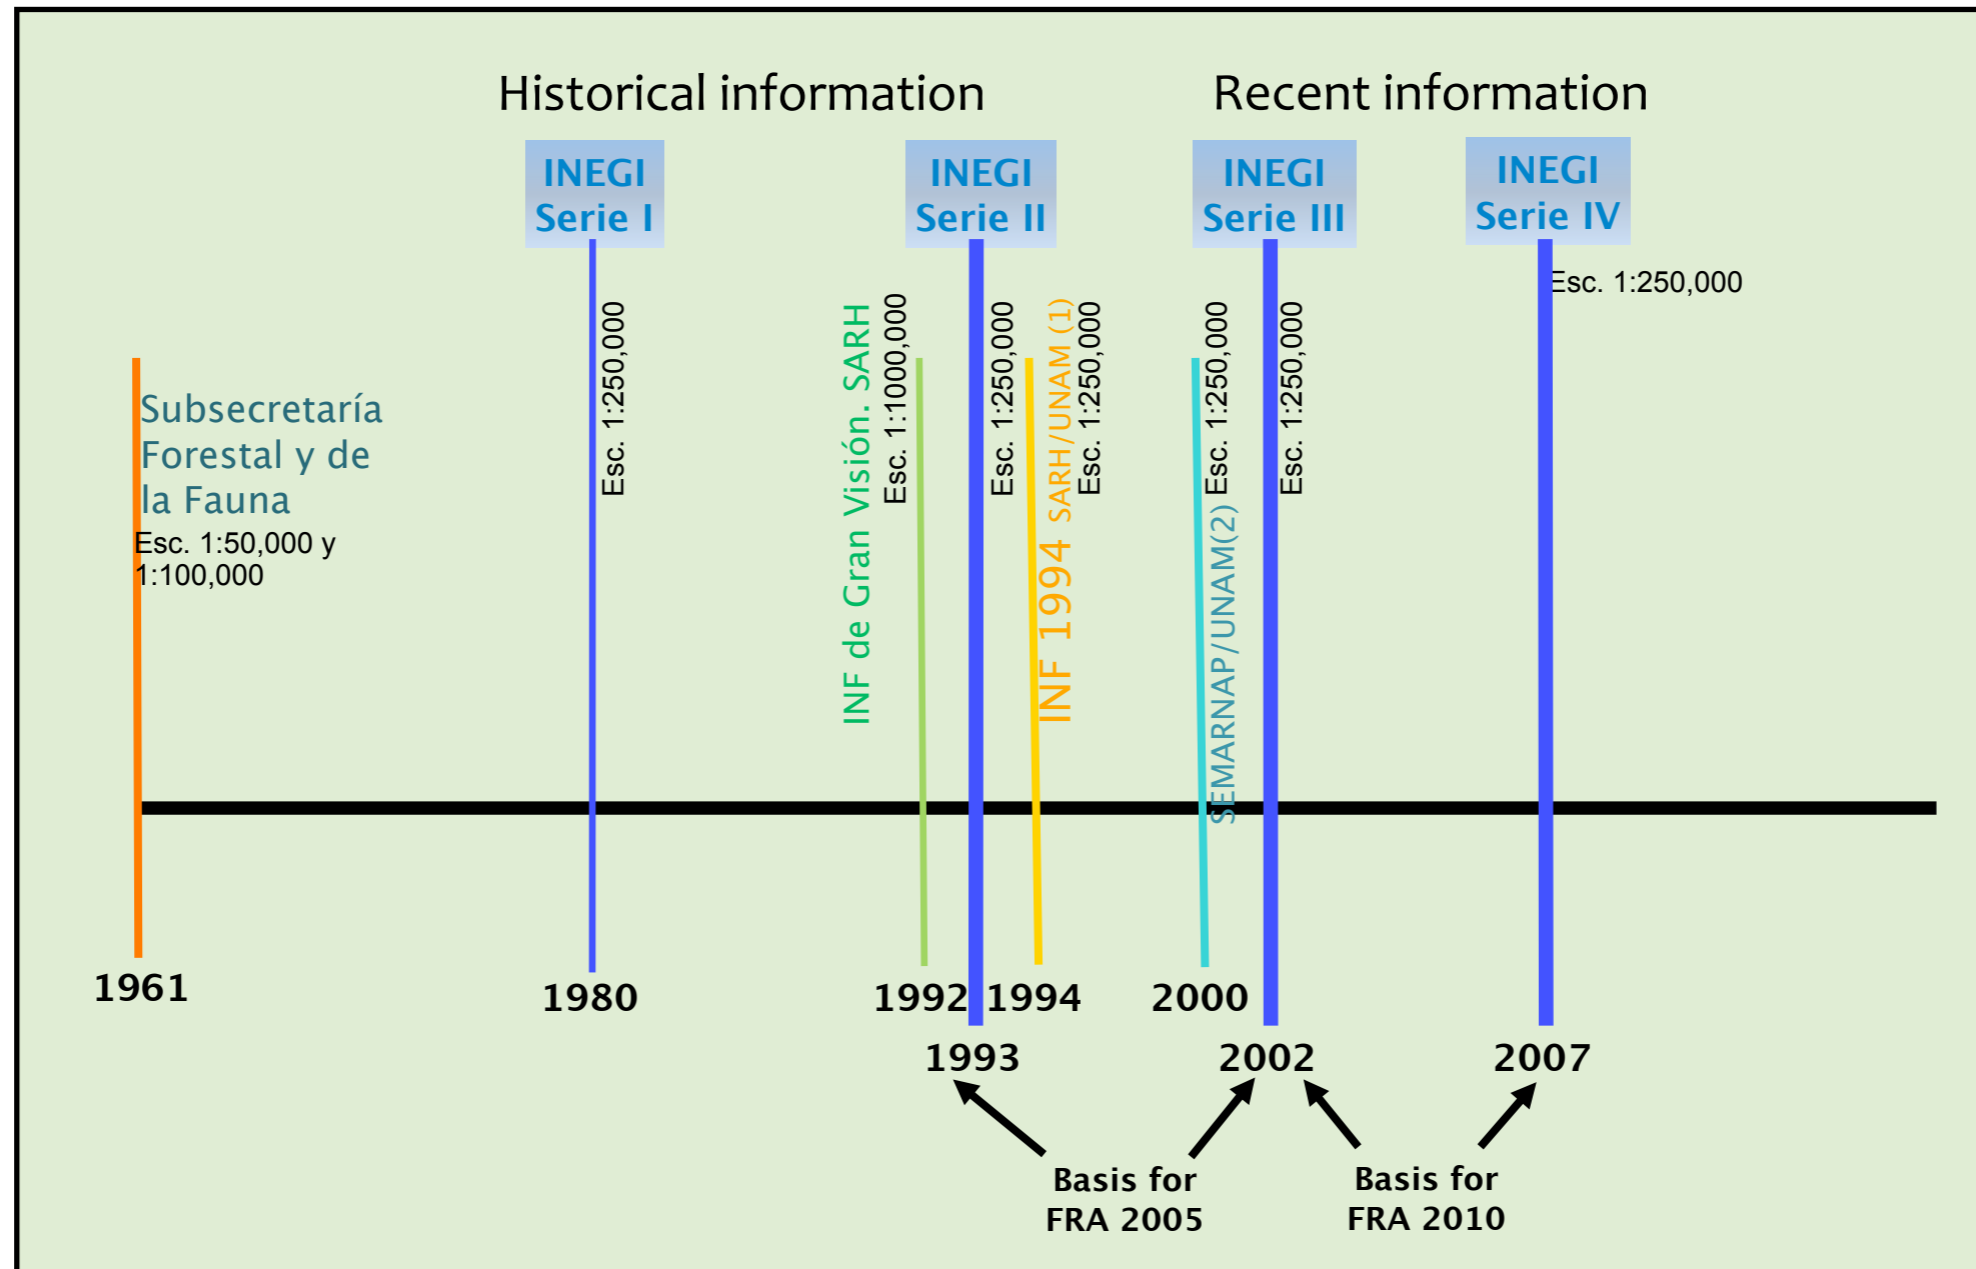 Historical information
Recent information
INEGI
Serie I
INEGI
Serie II
INEGI
Serie III
INEGI
Serie IV
Subsecretaría
Forestal y de
la Fauna
Esc. 1:50,000 y
1:100,000
Esc. 1:250,000
INF de Gran Visión. SARH
Esc. 1:1000,000
Esc. 1:250,000
INF 1994 SARH/UNAM (1)
Esc. 1:250,000
SEMARNAP/UNAM(2)
Esc. 1:250,000
Esc. 1:250,000
Esc. 1:250,000
1961
1980
1992
1994
2000
1993
2002
2007
Basis for
FRA 2005
Basis for
FRA 2010